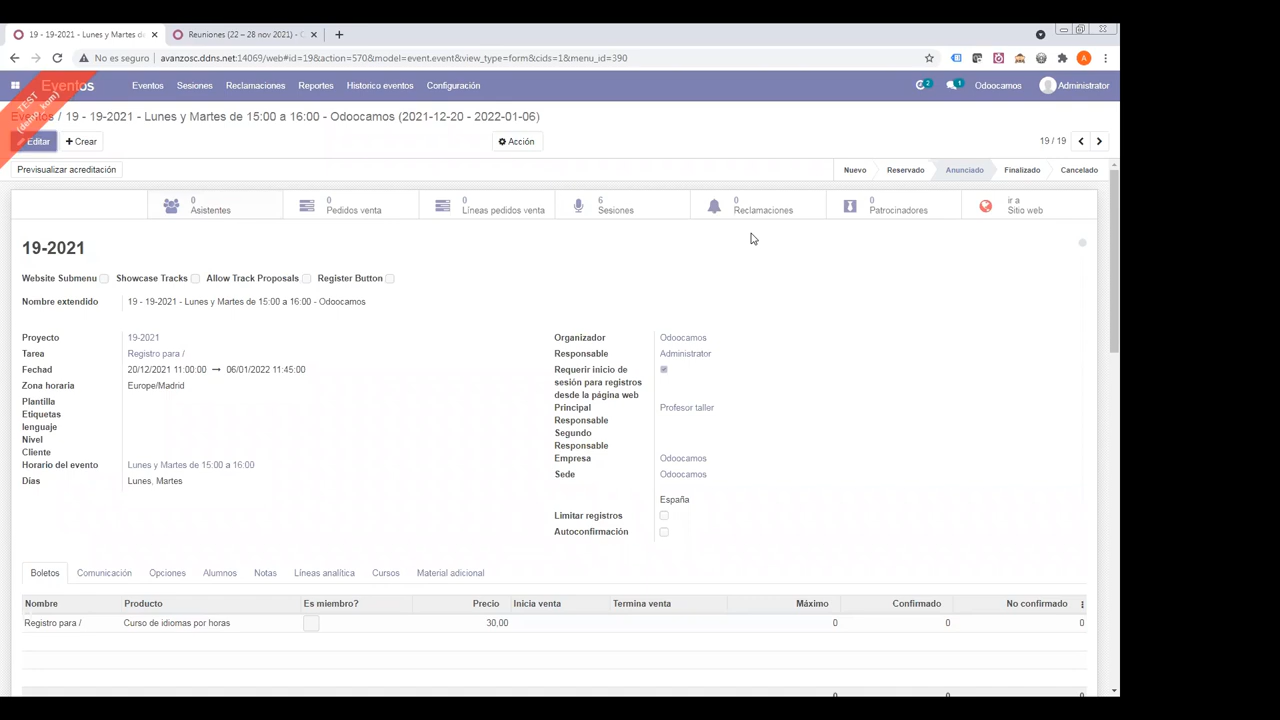 19 - 19-2021 - Lunes y Martes de
Reuniones (22 – 28 nov 2021) -
No es seguro avanzosc.ddns.net:14069/web#id=19&action=570&model=event.event&view_type=form&cids=1&menu_id=390
A
TEST
Eventos Eventos Sesiones Reclamaciones Reportes Historico eventos Configuración 2 1 Odoocamos Administrator
Eventos / 19 - 19-2021 - Lunes y Martes de 15:00 a 16:00 - Odoocamos (2021-12-20 - 2022-01-06)
Editar Crear Acción 19 / 19
Previsualizar acreditación Nuevo Reservado Anunciado Finalizado Cancelado
0 Asistentes
0 Pedidos venta
0 Líneas pedidos venta
6 Sesiones
0 Reclamaciones
0 Patrocinadores
ir a Sitio web
19-2021
Website Submenu Showcase Tracks Allow Track Proposals Register Button
Nombre extendido 19 - 19-2021 - Lunes y Martes de 15:00 a 16:00 - Odoocamos
Proyecto 19-2021
Tarea Registro para /
Fechad 20/12/2021 11:00:00 → 06/01/2022 11:45:00
Zona horaria Europe/Madrid
Plantilla
Etiquetas
lenguaje
Nivel
Cliente
Horario del evento Lunes y Martes de 15:00 a 16:00
Días Lunes, Martes
Organizador Odoocamos
Responsable Administrator
Requerir inicio de
sesión para registros
desde la página web
Principal Profesor taller
Responsable
Segundo
Responsable
Empresa Odoocamos
Sede Odoocamos
España
Limitar registros
Autoconfirmación
Boletos Comunicación Opciones Alumnos Notas Líneas analítica Cursos Material adicional
Nombre Producto Es miembro? Precio Inicia venta Termina venta Máximo Confirmado No confirmado
Registro para / Curso de idiomas por horas 30,00 0 0 0
0 0 0